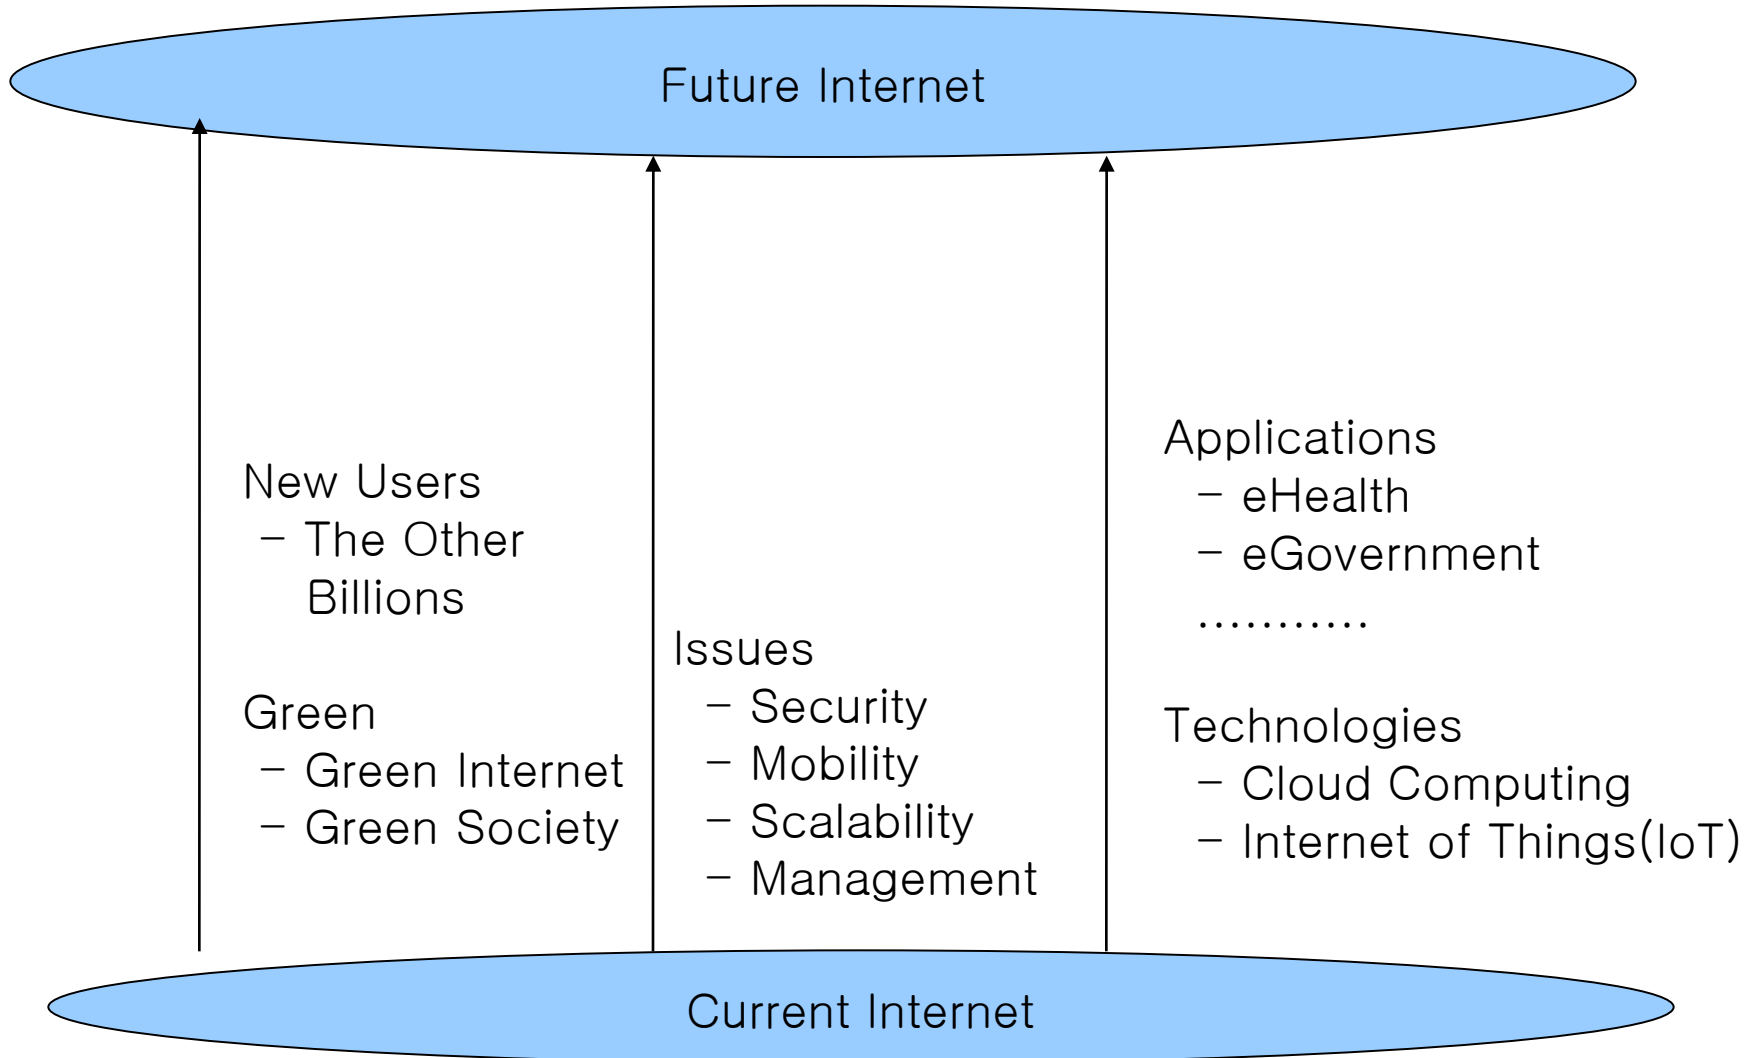 Future Internet
New Users
- The Other
Billions
Green
- Green Internet
- Green Society
Issues
- Security
- Mobility
- Scalability
- Management
Applications
- eHealth
- eGovernment
...........
Technologies
- Cloud Computing
- Internet of Things(IoT)
Current Internet